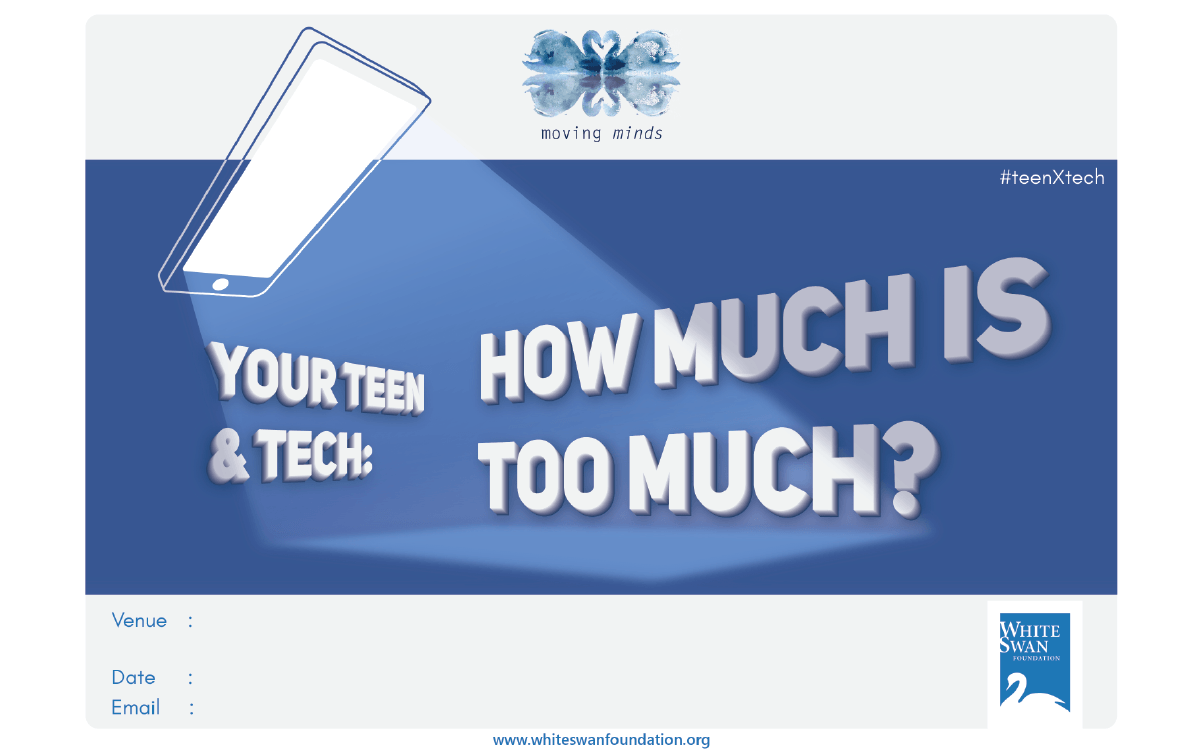 moving minds
#teenXtech
YOUR TEEN
& TECH:
HOW MUCH IS
TOO MUCH?
Venue :
Date :
Email :
WHITE
SWAN
FOUNDATION
www.whiteswanfoundation.org